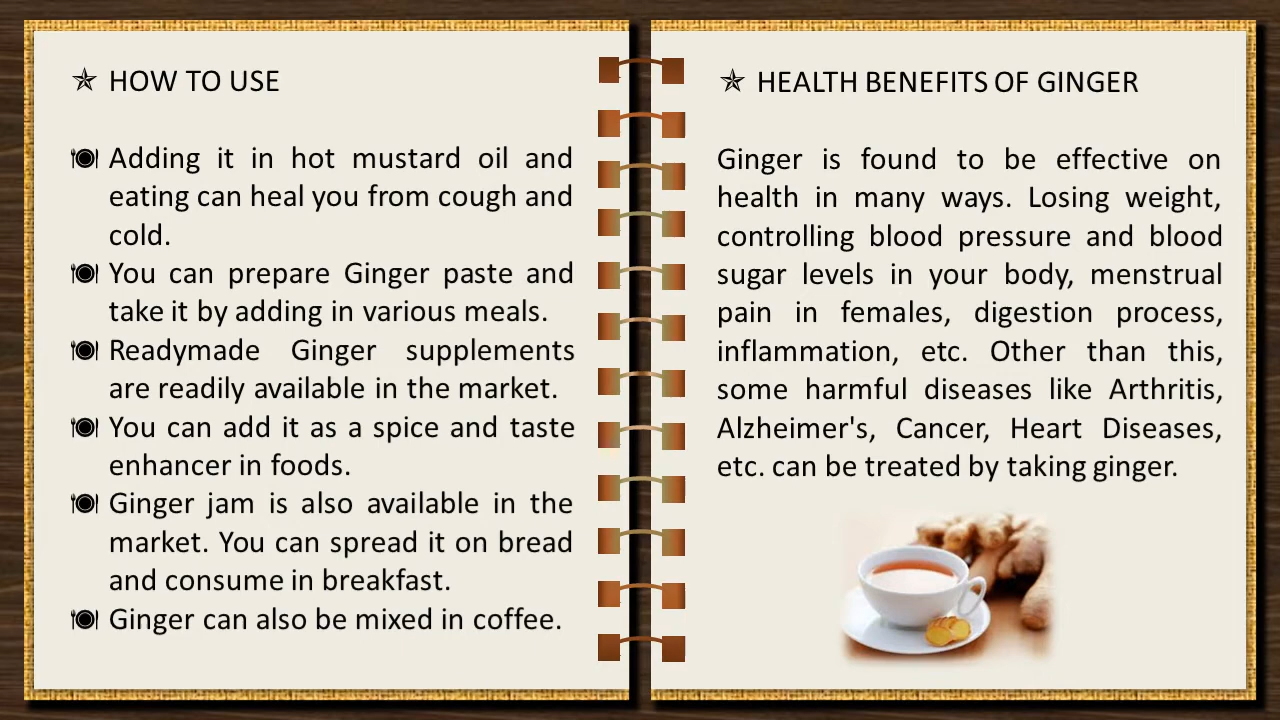 HOW TO USE
Adding it in hot mustard oil and
eating can heal you from cough and
cold.
You can prepare Ginger paste and
take it by adding in various meals.
Readymade Ginger supplements
are readily available in the market.
You can add it as a spice and taste
enhancer in foods.
Ginger jam is also available in the
market. You can spread it on bread
and consume in breakfast.
Ginger can also be mixed in coffee.
HEALTH BENEFITS OF GINGER
Ginger is found to be effective on
health in many ways. Losing weight,
controlling blood pressure and blood
sugar levels in your body, menstrual
pain in females, digestion process,
inflammation, etc. Other than this,
some harmful diseases like Arthritis,
Alzheimer's, Cancer, Heart Diseases,
etc. can be treated by taking ginger.